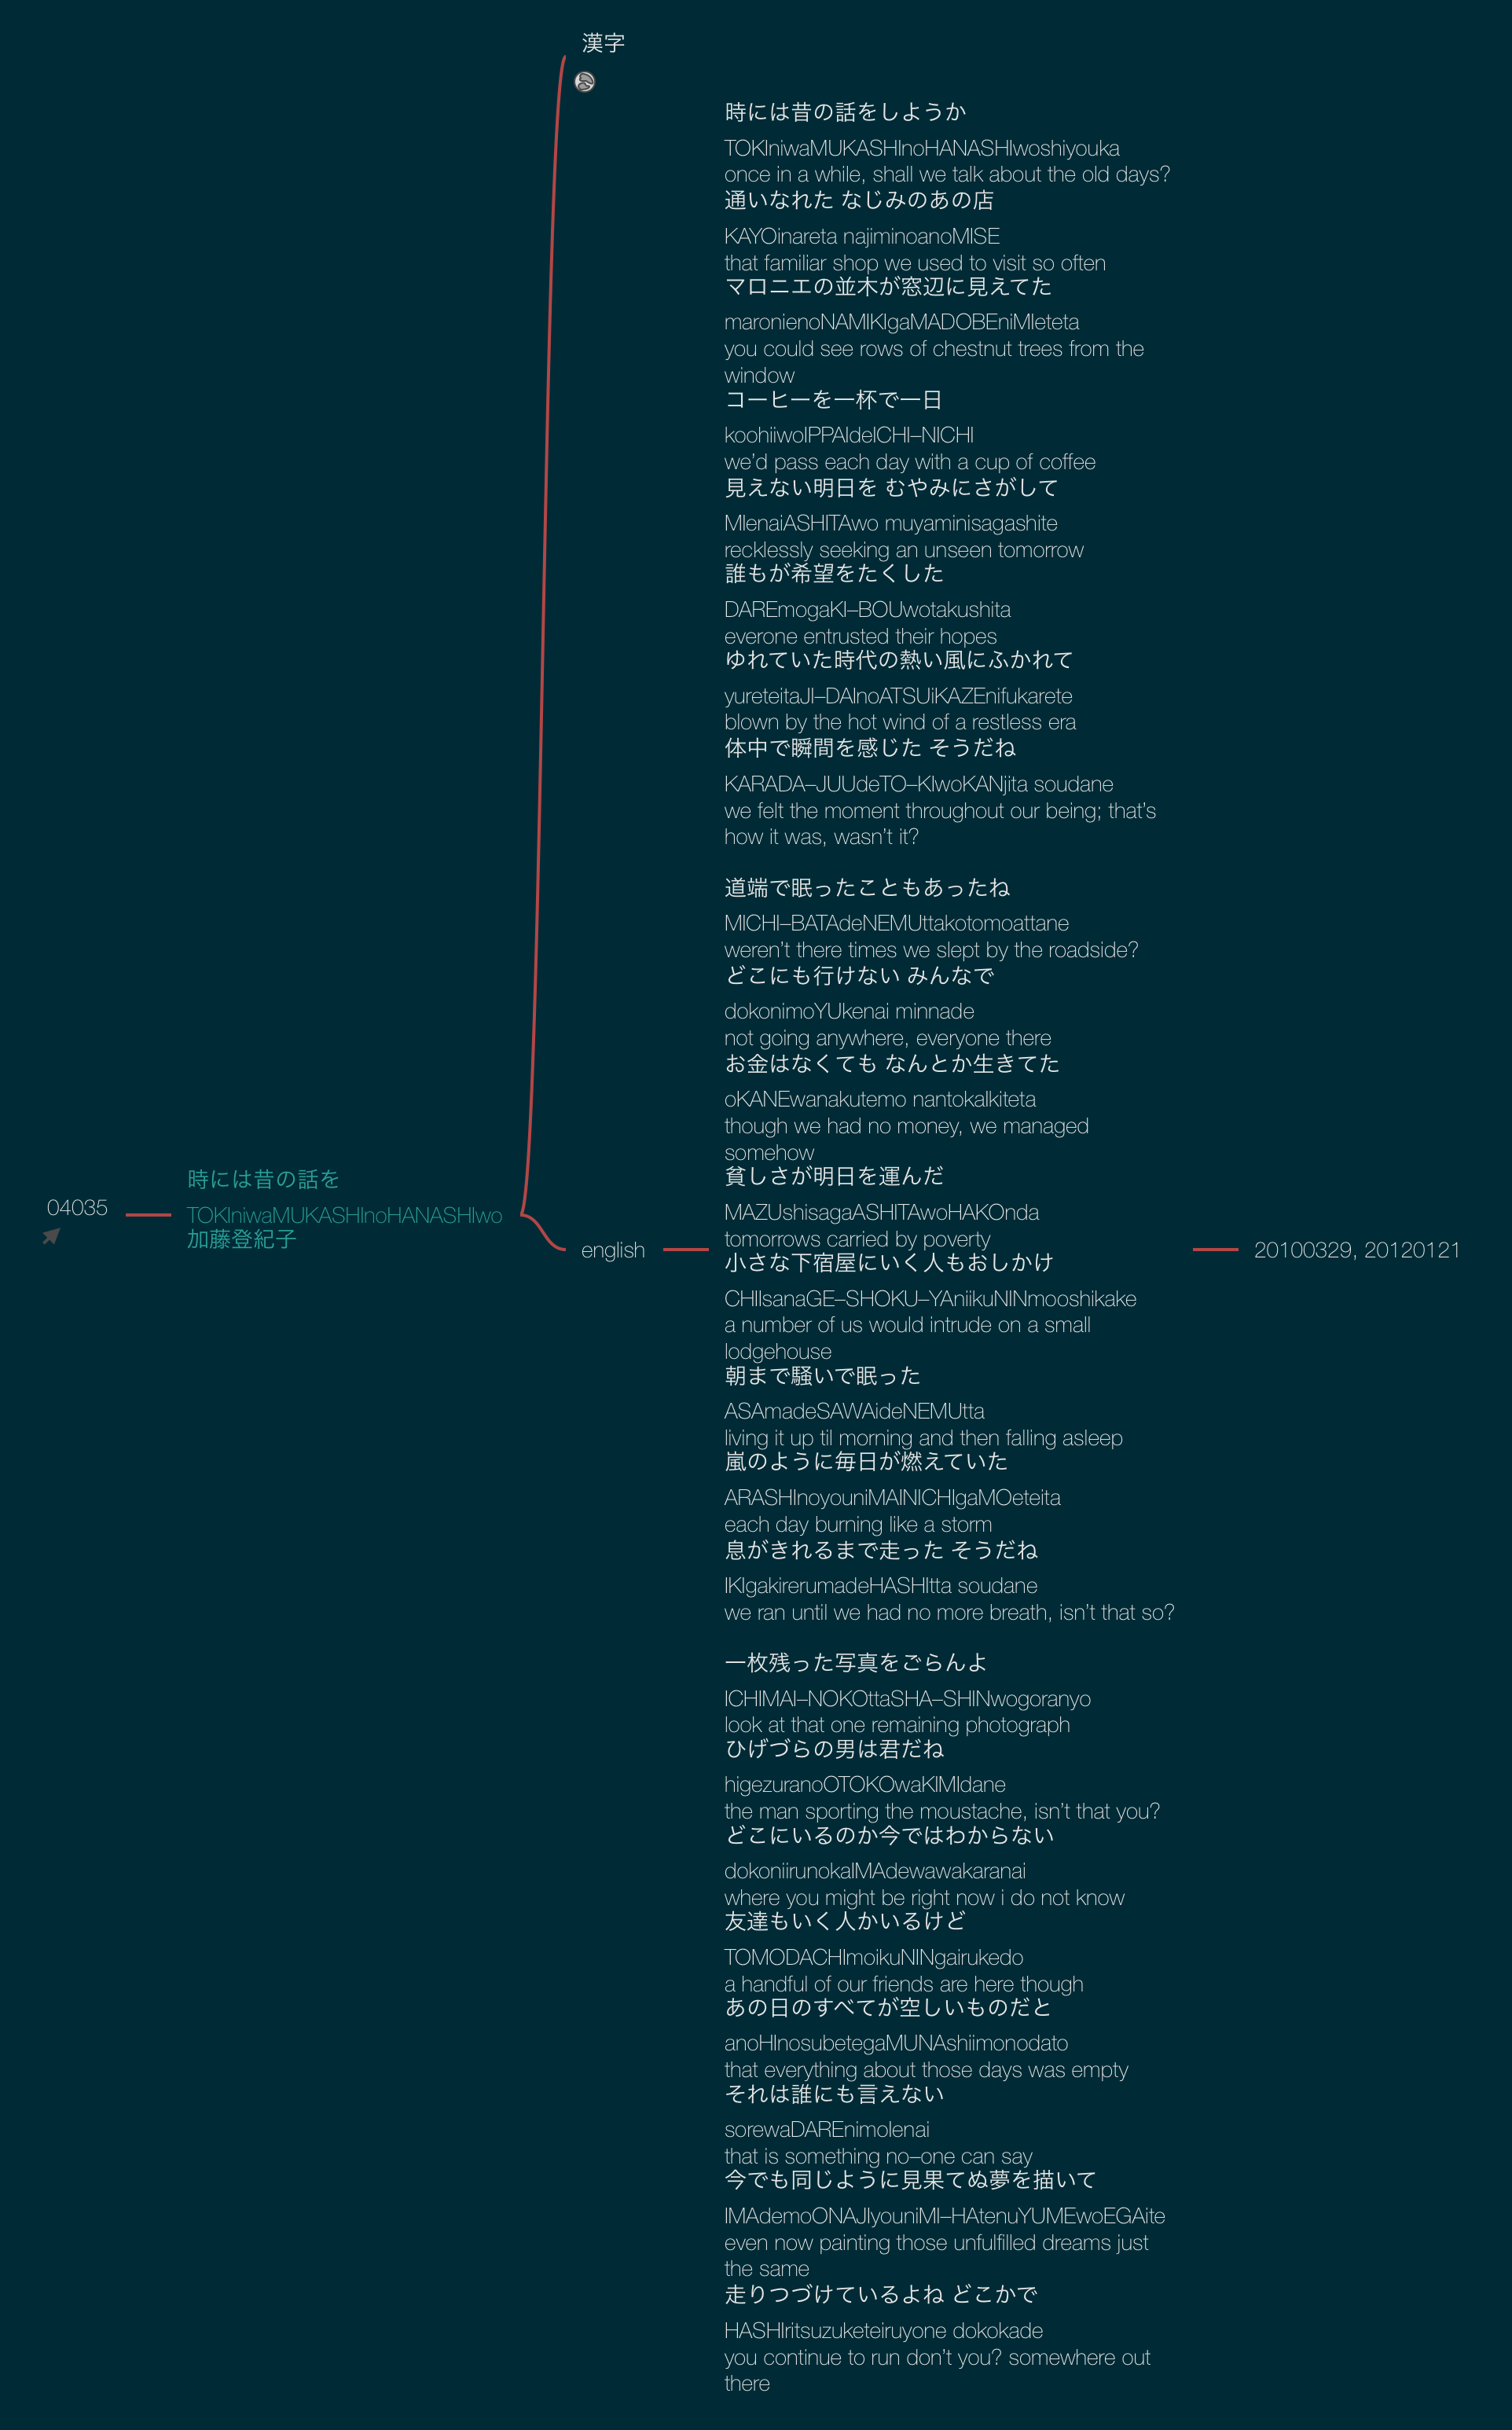 漢字
時には昔の話をしようか
TOKIniwaMUKASHInoHANASHIwoshiyouka
once in a while, shall we talk about the old days?
通いなれた なじみのあの店
KAYOinareta najiminoanoMISE
that familiar shop we used to visit so often
マロニエの並木が窓辺に見えてた
maronienoNAMIKIgaMADOBEniMIeteta
you could see rows of chestnut trees from the
window
コーヒーを一杯で一日
koohiiwoIPPAIdeICHI–NICHI
we’d pass each day with a cup of coffee
見えない明日を むやみにさがして
MIenaiASHITAwo muyaminisagashite
recklessly seeking an unseen tomorrow
誰もが希望をたくした
DAREmogaKI–BOUwotakushita
everone entrusted their hopes
ゆれていた時代の熱い風にふかれて
yureteitaJI–DAInoATSUiKAZEnifukarete
blown by the hot wind of a restless era
体中で瞬間を感じた そうだね
KARADA–JUUdeTO–KIwoKANjita soudane
we felt the moment throughout our being; that’s
how it was, wasn’t it?
道端で眠ったこともあったね
MICHI–BATAdeNEMUttakotomoattane
weren’t there times we slept by the roadside?
どこにも行けない みんなで
dokonimoYUkenai minnade
not going anywhere, everyone there
お金はなくても なんとか生きてた
oKANEwanakutemo nantokaIkiteta
though we had no money, we managed
somehow
貧しさが明日を運んだ
MAZUshisagaASHITAwoHAKOnda
tomorrows carried by poverty
小さな下宿屋にいく人もおしかけ
CHIIsanaGE–SHOKU–YAniikuNINmooshikake
a number of us would intrude on a small
lodgehouse
朝まで騒いで眠った
ASAmadeSAWAideNEMUtta
living it up til morning and then falling asleep
嵐のように毎日が燃えていた
ARASHInoyouniMAINICHIgaMOeteita
each day burning like a storm
息がきれるまで走った そうだね
IKIgakirerumadeHASHItta soudane
we ran until we had no more breath, isn’t that so?
一枚残った写真をごらんよ
ICHIMAI–NOKOttaSHA–SHINwogoranyo
look at that one remaining photograph
ひげづらの男は君だね
higezuranoOTOKOwaKIMIdane
the man sporting the moustache, isn’t that you?
どこにいるのか今ではわからない
dokoniirunokaIMAdewawakaranai
where you might be right now i do not know
友達もいく人かいるけど
TOMODACHImoikuNINgairukedo
a handful of our friends are here though
あの日のすべてが空しいものだと
anoHInosubetegaMUNAshiimonodato
that everything about those days was empty
それは誰にも言えない
sorewaDAREnimoIenai
that is something no–one can say
今でも同じように見果てぬ夢を描いて
IMAdemoONAJIyouniMI–HAtenuYUMEwoEGAite
even now painting those unfulfilled dreams just
the same
走りつづけているよね どこかで
HASHIritsuzuketeiruyone dokokade
you continue to run don’t you? somewhere out
there
04035
時には昔の話を
TOKIniwaMUKASHInoHANASHIwo
加藤登紀子
english
20100329, 20120121